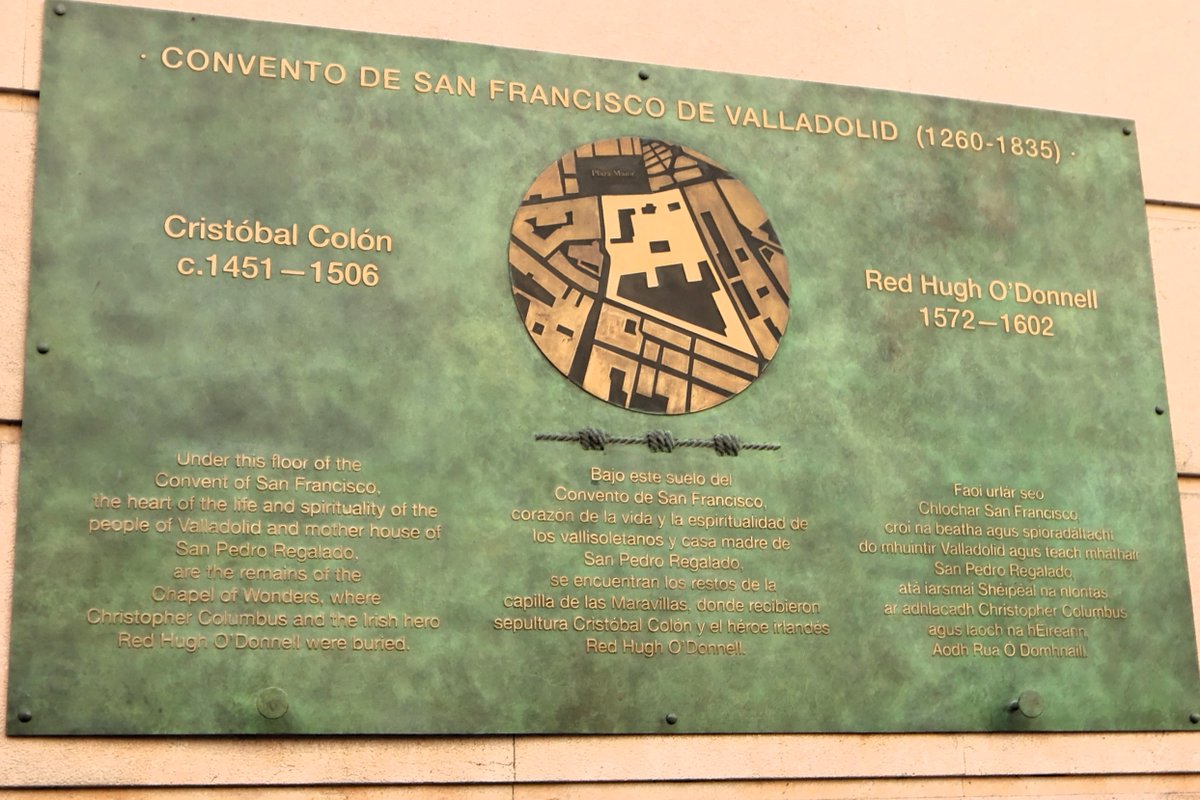 · CONVENTO DE SAN FRANCISCO DE VALLADOLID (1260-1835) ·
Plaza Mayor
Cristóbal Colón
c.1451—1506
Red Hugh O'Donnell
1572—1602
Under this floor of the
Convent of San Francisco,
the heart of the life and spirituality of the
people of Valladolid and mother house of
San Pedro Regalado,
are the remains of the
Chapel of Wonders, where
Christopher Columbus and the Irish hero
Red Hugh O'Donnell were buried.
Bajo este suelo del
Convento de San Francisco,
corazón de la vida y la espiritualidad de
los vallisoletanos y casa madre de
San Pedro Regalado,
se encuentran los restos de la
capilla de las Maravillas, donde recibieron
sepultura Cristóbal Colón y el héroe irlandés
Red Hugh O'Donnell.
Faoi urlár seo
Chlochar San Francisco,
croí na beatha agus spioradáltachi
do mhuintir Valladolid agus teach mháthair
San Pedro Regalado,
atá iarsmaí Shéipéal na nIontas,
ar adhlacadh Christopher Columbus
agus laoch na hÉireann,
Aodh Rua Ó Domhnaill.